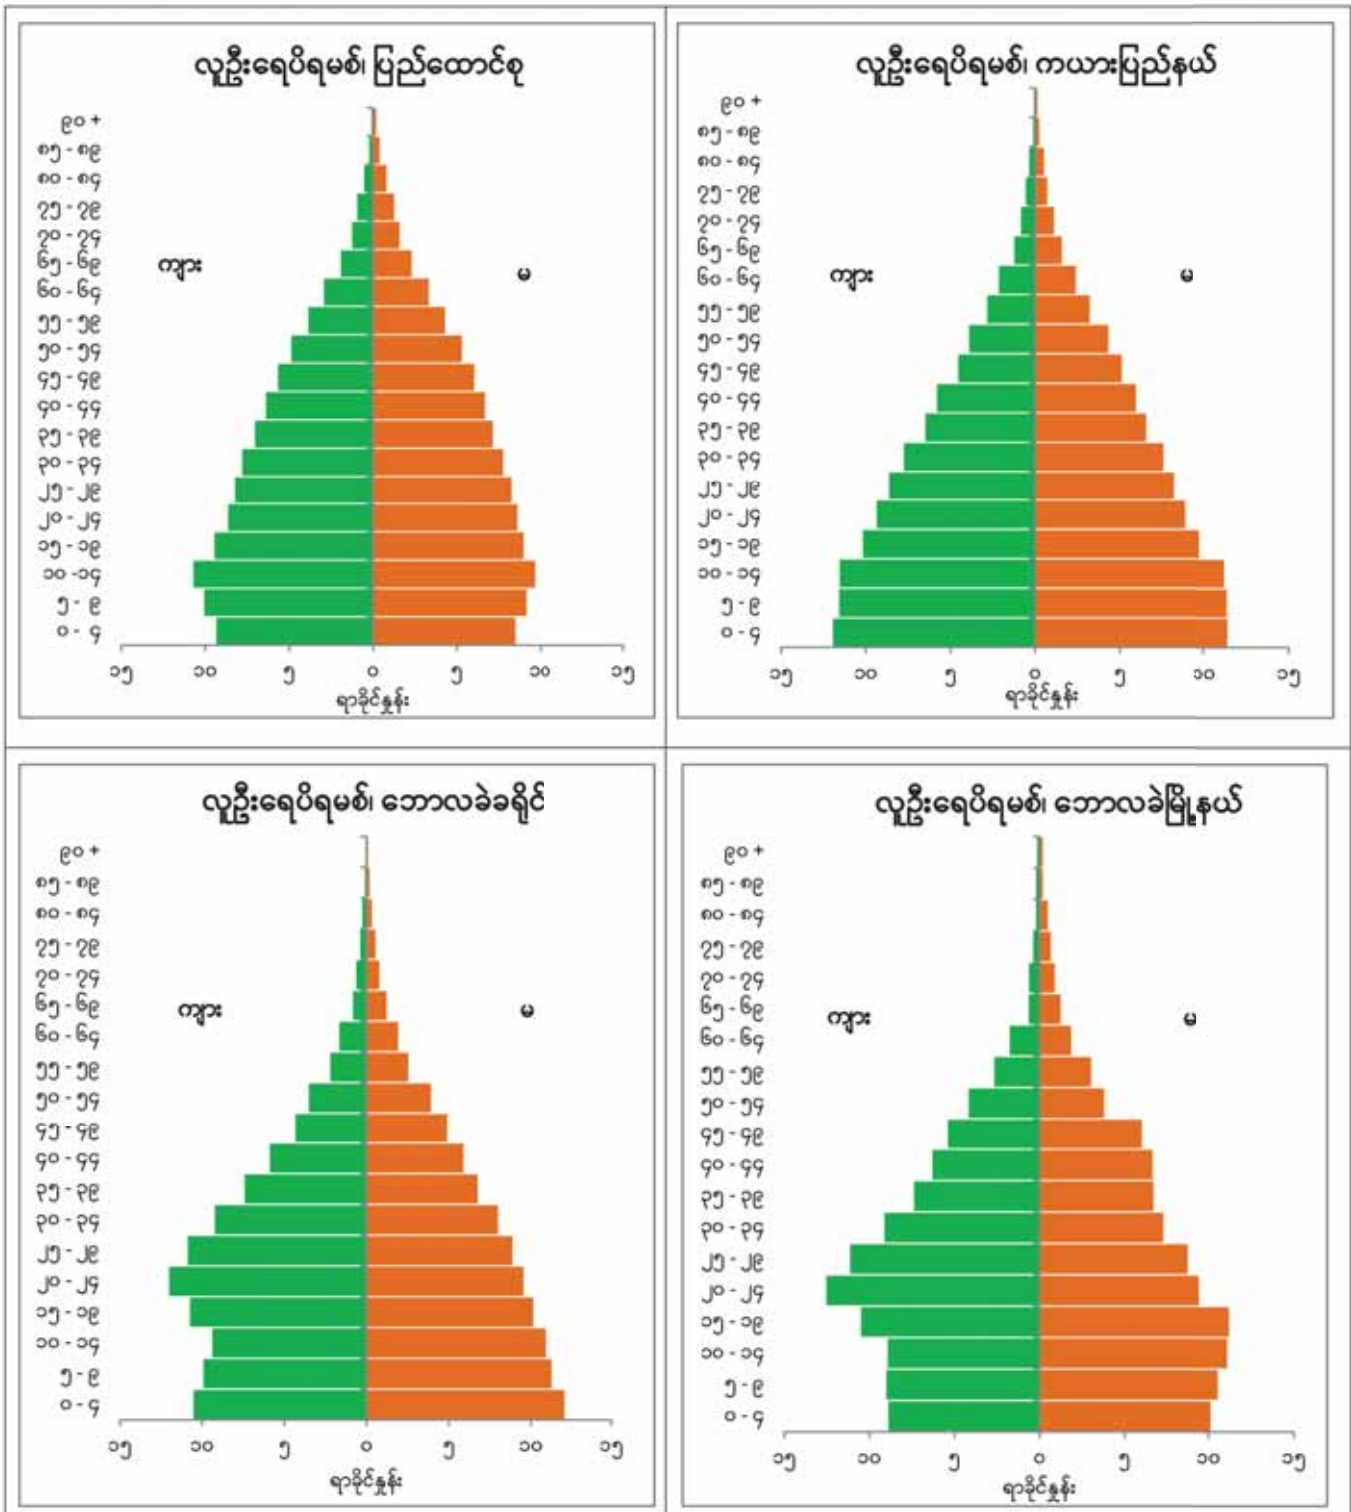 လူဦးရေပိရမစ်၊ ပြည်ထောင်စု
၉၀ +
၈၅ - ၈၉
၈၀ - ၈၄
၇၅ - ၇၉
၇၀ - ၇၄
၆၅ - ၆၉
၆၀ - ၆၄
၅၅ - ၅၉
၅၀ - ၅၄
၄၅ - ၄၉
၄၀ - ၄၄
၃၅ - ၃၉
၃၀ - ၃၄
၂၅ - ၂၉
၂၀ - ၂၄
၁၅ - ၁၉
၁၀ -၁၄
၅ - ၉
၀ - ၄
ကျား
မ
၁၅ ၁၀ ၅ ၀ ၅ ၁၀ ၁၅
ရာခိုင်နှုန်း
လူဦးရေပိရမစ်၊ ကယားပြည်နယ်
၉၀ +
၈၅ - ၈၉
၈၀ - ၈၄
၇၅ - ၇၉
၇၀ - ၇၄
၆၅ - ၆၉
၆၀ - ၆၄
၅၅ - ၅၉
၅၀ - ၅၄
၄၅ - ၄၉
၄၀ - ၄၄
၃၅ - ၃၉
၃၀ - ၃၄
၂၅ - ၂၉
၂၀ - ၂၄
၁၅ - ၁၉
၁၀ - ၁၄
၅ - ၉
၀ - ၄
ကျား
မ
၁၅ ၁၀ ၅ ၀ ၅ ၁၀ ၁၅
ရာခိုင်နှုန်း
လူဦးရေပိရမစ်၊ ဘောလခဲခရိုင်
၉၀ +
၈၅ - ၈၉
၈၀ - ၈၄
၇၅ - ၇၉
၇၀ - ၇၄
၆၅ - ၆၉
၆၀ - ၆၄
၅၅ - ၅၉
၅၀ - ၅၄
၄၅ - ၄၉
၄၀ - ၄၄
၃၅ - ၃၉
၃၀ - ၃၄
၂၅ - ၂၉
၂၀ - ၂၄
၁၅ - ၁၉
၁၀ - ၁၄
၅ - ၉
၀ - ၄
ကျား
မ
၁၅ ၁၀ ၅ ၀ ၅ ၁၀ ၁၅
ရာခိုင်နှုန်း
လူဦးရေပိရမစ်၊ ဘောလခဲမြို့နယ်
၉၀ +
၈၅ - ၈၉
၈၀ - ၈၄
၇၅ - ၇၉
၇၀ - ၇၄
၆၅ - ၆၉
၆၀ - ၆၄
၅၅ - ၅၉
၅၀ - ၅၄
၄၅ - ၄၉
၄၀ - ၄၄
၃၅ - ၃၉
၃၀ - ၃၄
၂၅ - ၂၉
၂၀ - ၂၄
၁၅ - ၁၉
၁၀ - ၁၄
၅ - ၉
၀ - ၄
ကျား
မ
၁၅ ၁၀ ၅ ၀ ၅ ၁၀ ၁၅
ရာခိုင်နှုန်း